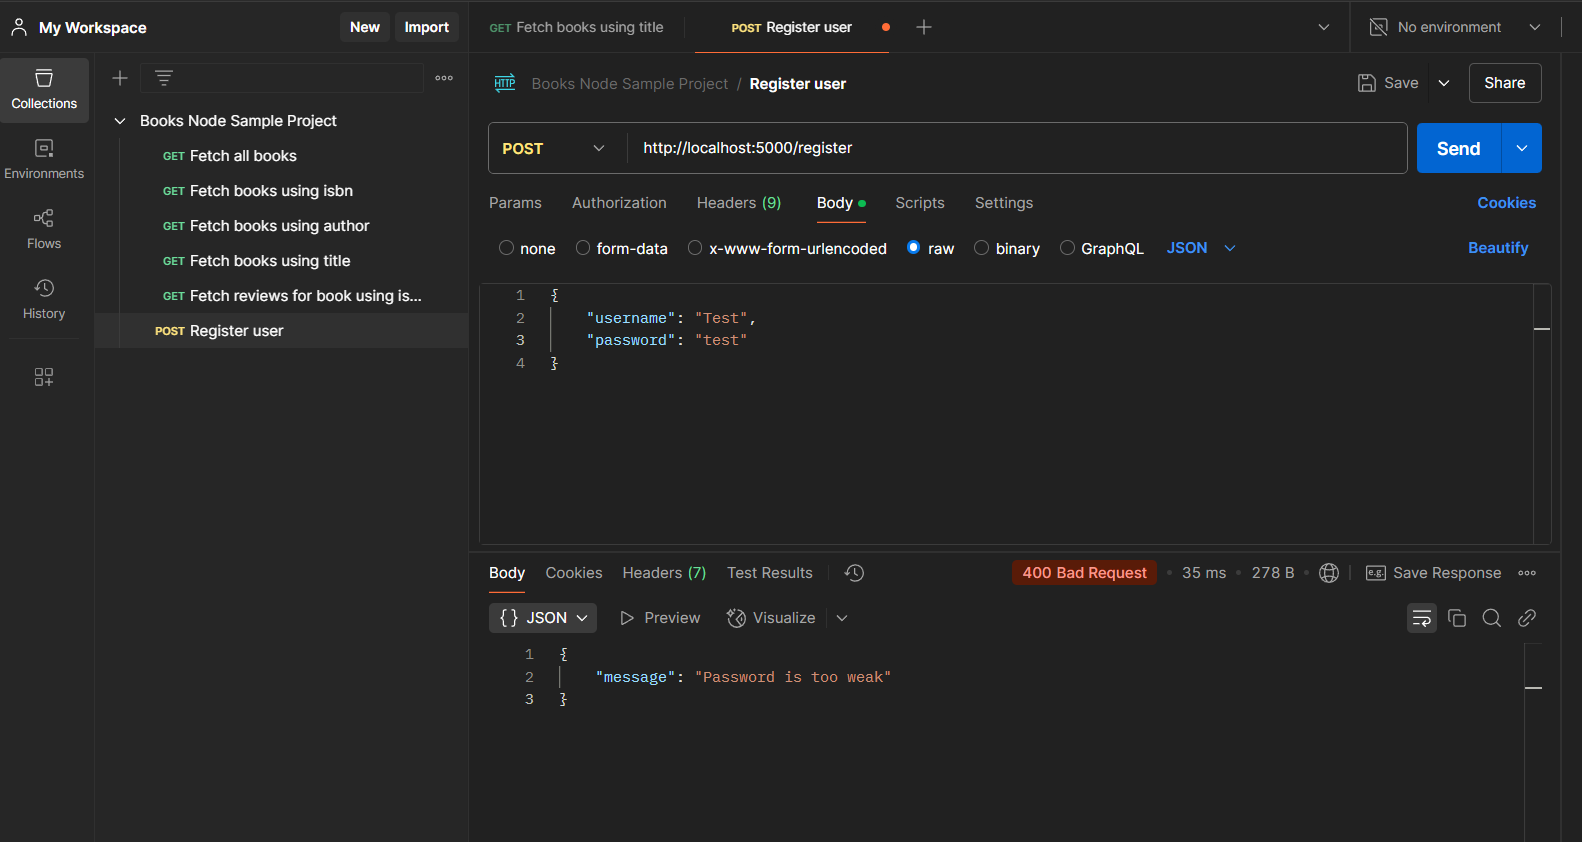 My Workspace
New
Import
GET Fetch books using title
POST Register user
No environment
Collections
Environments
Flows
History
Books Node Sample Project
GET Fetch all books
GET Fetch books using isbn
GET Fetch books using author
GET Fetch books using title
GET Fetch reviews for book using is...
POST Register user
HTTP
Books Node Sample Project / Register user
Save
Share
POST
http://localhost:5000/register
Send
Params
Authorization
Headers (9)
Body
Scripts
Settings
Cookies
none
form-data
x-www-form-urlencoded
raw
binary
GraphQL
JSON
Beautify
1 {
2 "username": "Test",
3 "password": "test"
4 }
Body
Cookies
Headers (7)
Test Results
400 Bad Request
35 ms
278 B
e.g.
Save Response
{} JSON
Preview
Visualize
1 {
2 "message": "Password is too weak"
3 }